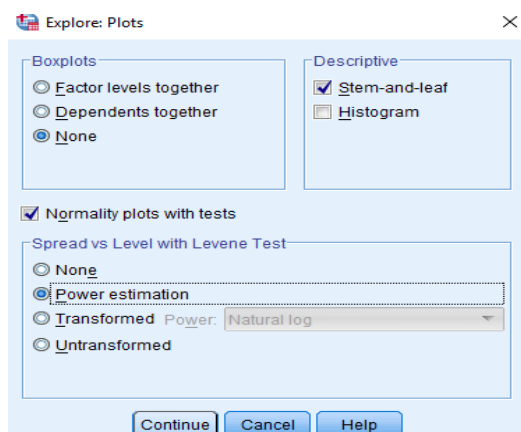 Explore: Plots
Boxplots
Factor levels together
Dependents together
None
Descriptive
Stem-and-leaf
Histogram
Normality plots with tests
Spread vs Level with Levene Test
None
Power estimation
Transformed Power: Natural log
Untransformed
Continue Cancel Help